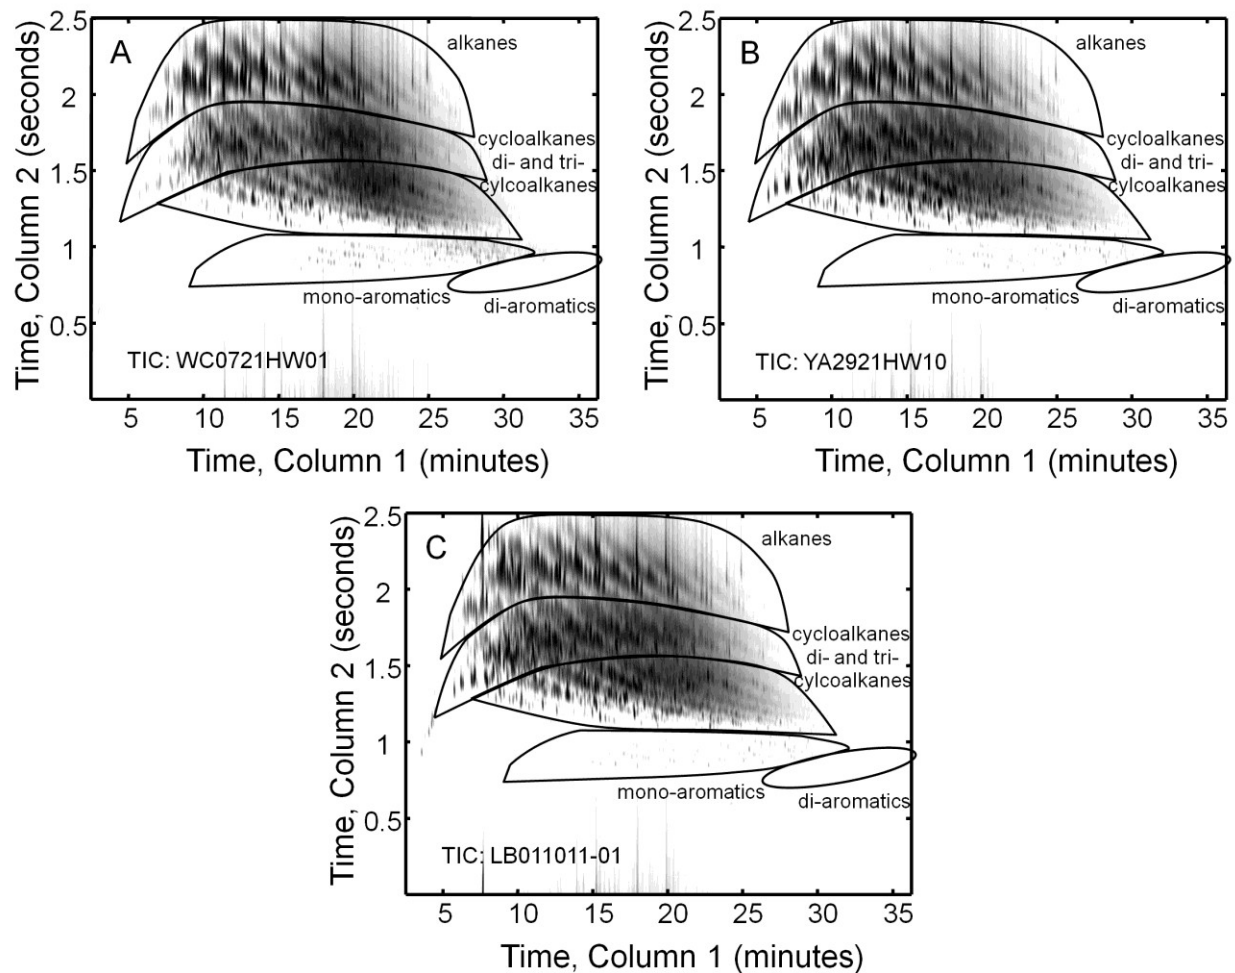 A
alkanes
cycloalkanes
di- and tri-
cylcoalkanes
mono-aromatics
di-aromatics
TIC: WC0721HW01
2.5
2
1.5
1
0.5
5 10 15 20 25 30 35
Time, Column 2 (seconds)
Time, Column 1 (minutes)
B
alkanes
cycloalkanes
di- and tri-
cylcoalkanes
mono-aromatics
di-aromatics
TIC: YA2921HW10
2.5
2
1.5
1
0.5
5 10 15 20 25 30 35
Time, Column 2 (seconds)
Time, Column 1 (minutes)
C
alkanes
cycloalkanes
di- and tri-
cylcoalkanes
mono-aromatics
di-aromatics
TIC: LB011011-01
2.5
2
1.5
1
0.5
5 10 15 20 25 30 35
Time, Column 2 (seconds)
Time, Column 1 (minutes)